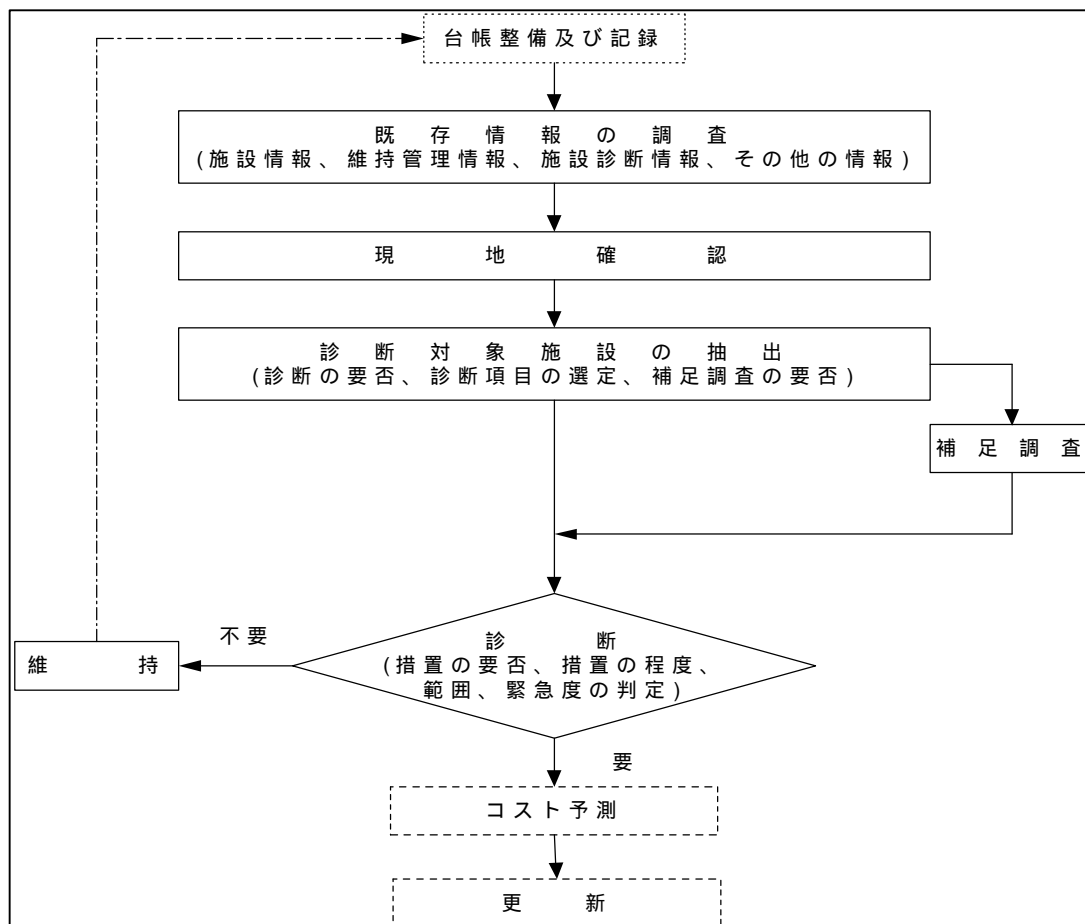 台帳整備及び記録
既存情報の調査
(施設情報、維持管理情報、施設診断情報、その他の情報)
現地確認
診断対象施設の抽出
(診断の要否、診断項目の選定、補足調査の要否)
補足調査
不要
診断
(措置の要否、措置の程度、
範囲、緊急度の判定)
維持
要
コスト予測
更新